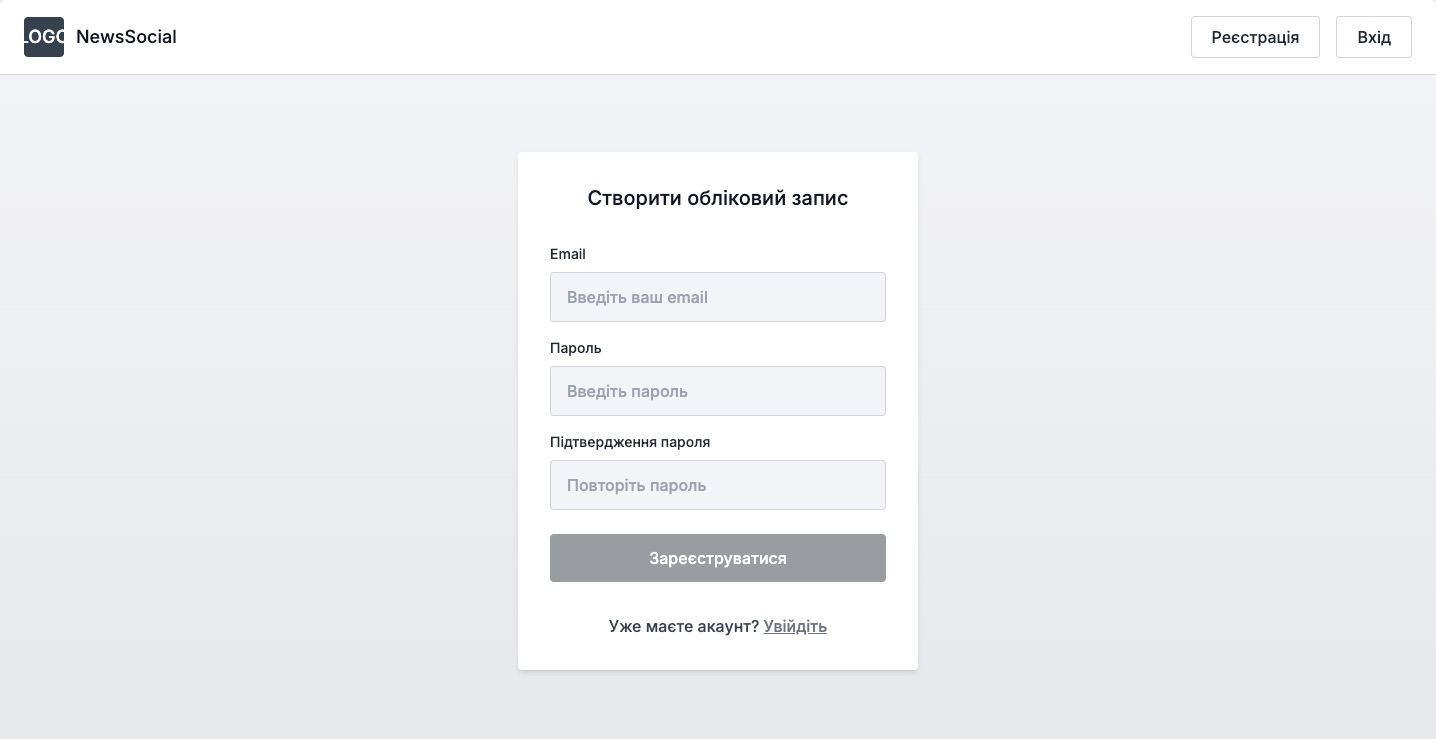 LOGO NewsSocial Реєстрація Вхід
Створити обліковий запис
Email
Введіть ваш email
Пароль
Введіть пароль
Підтвердження пароля
Повторіть пароль
Зареєструватися
Уже маєте акаунт? Увійдіть